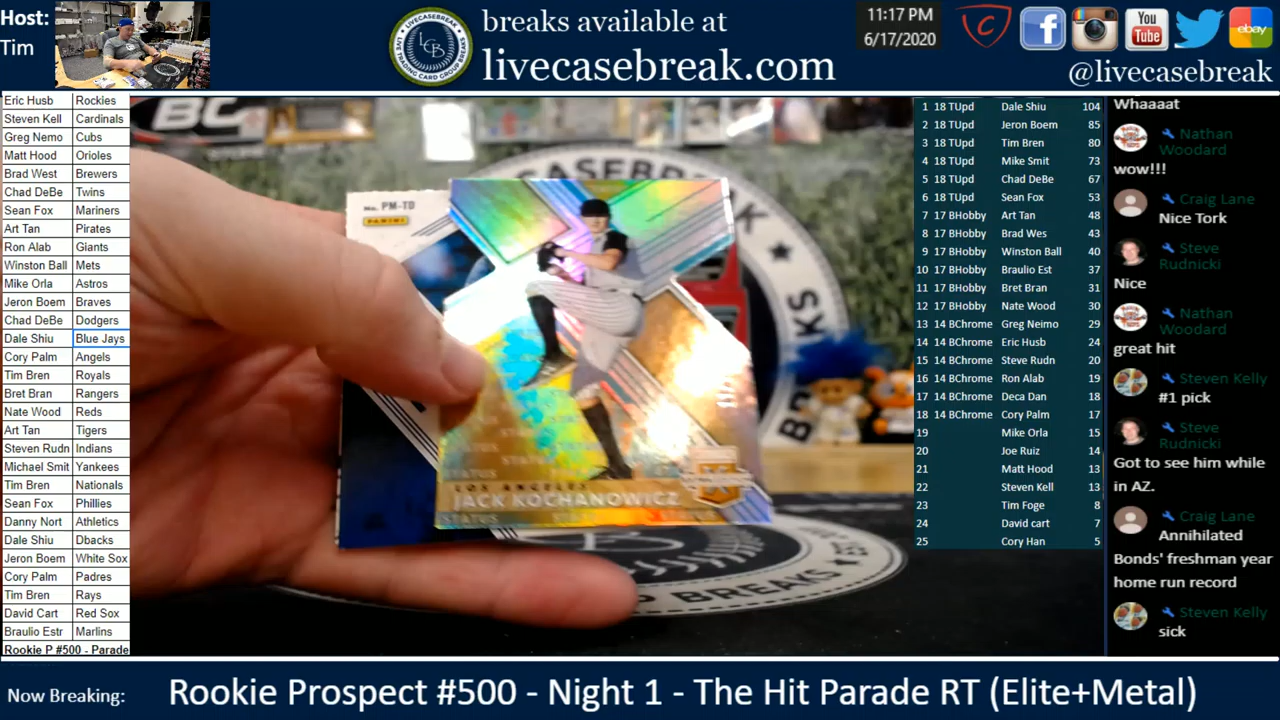 Host:
Tim
breaks available at
livecasebreak.com
11:17 PM
6/17/2020
You
Tube
ebay
@livecasebreak
LCB
Eric Husb Rockies
Steven Kell Cardinals
Greg Nemo Cubs
Matt Hood Orioles
Brad West Brewers
Chad DeBe Twins
Sean Fox Mariners
Art Tan Pirates
Ron Alab Giants
Winston Ball Mets
Mike Orla Astros
Jeron Boem Braves
Chad DeBe Dodgers
Dale Shiu Blue Jays
Cory Palm Angels
Tim Bren Royals
Bret Bran Rangers
Nate Wood Reds
Art Tan Tigers
Steven Rudn Indians
Michael Smit Yankees
Tim Bren Nationals
Sean Fox Phillies
Danny Nort Athletics
Dale Shiu Dbacks
Jeron Boem White Sox
Cory Palm Padres
Tim Bren Rays
David Cart Red Sox
Braulio Estr Marlins
Rookie P #500 - Parade
No. PM-TD
PANINI
STATUS
LOS ANGELES
JACK KOCHANOWICZ
STATUS
1 18 TUpd Dale Shiu 104
2 18 TUpd Jeron Boem 85
3 18 TUpd Tim Bren 80
4 18 TUpd Mike Smit 73
5 18 TUpd Chad DeBe 67
6 18 TUpd Sean Fox 53
7 17 BHobby Art Tan 48
8 17 BHobby Brad Wes 43
9 17 BHobby Winston Ball 40
10 17 BHobby Braulio Est 37
11 17 BHobby Bret Bran 31
12 17 BHobby Nate Wood 30
13 14 BChrome Greg Neimo 29
14 14 BChrome Eric Husb 24
15 14 BChrome Steve Rudn 20
16 14 BChrome Ron Alab 19
17 14 BChrome Deca Dan 18
18 14 BChrome Cory Palm 17
19 Mike Orla 15
20 Joe Ruiz 14
21 Matt Hood 13
22 Steven Kell 13
23 Tim Foge 8
24 David cart 7
25 Cory Han 5
Whaaaat
Nathan
Woodard
wow!!!
Craig Lane
Nice Tork
Steve
Rudnicki
Nice
Nathan
Woodard
great hit
Steven Kelly
#1 pick
Steve
Rudnicki
Got to see him while
in AZ.
Craig Lane
Annihilated
Bonds' freshman year
home run record
Steven Kelly
sick
Now Breaking:
Rookie Prospect #500 - Night 1 - The Hit Parade RT (Elite+Metal)